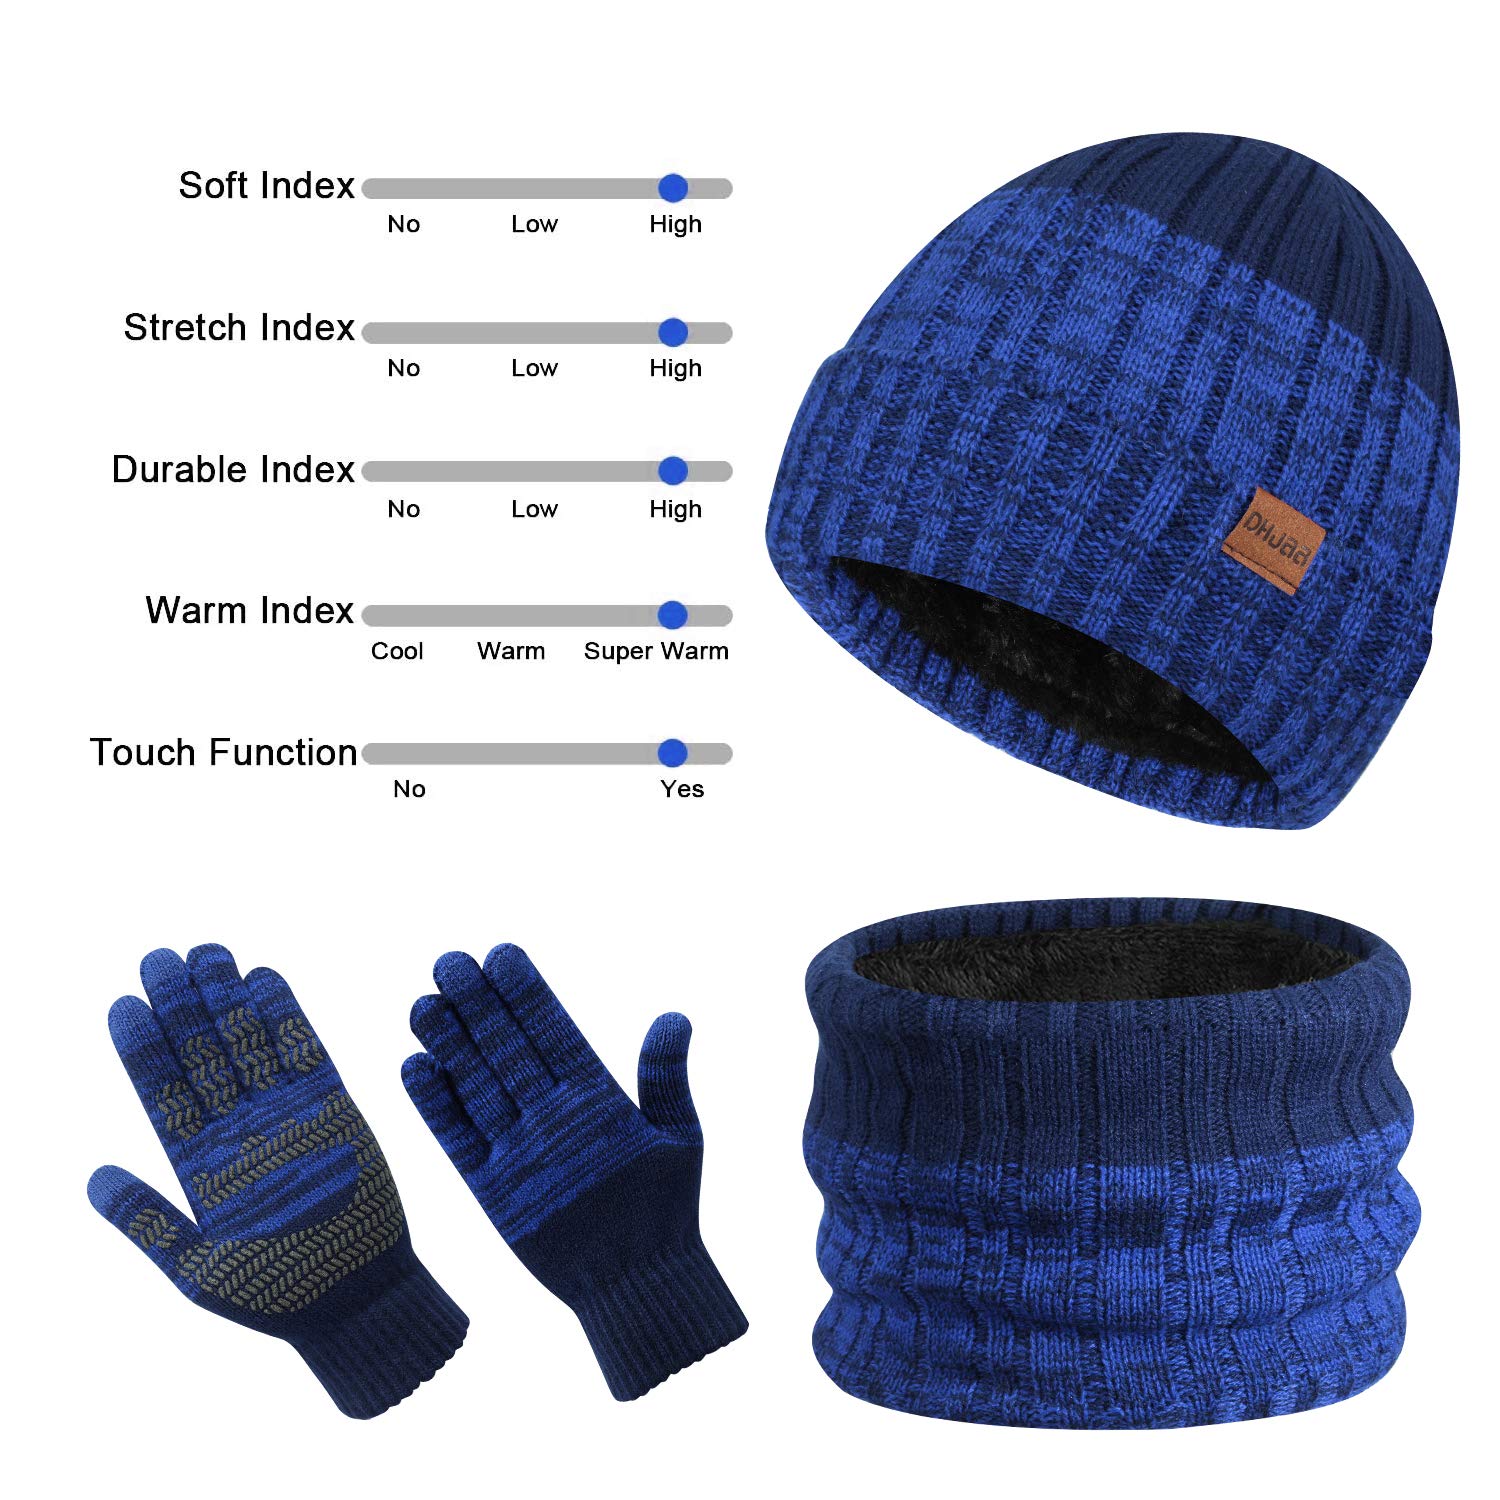 Soft Index
No Low High
Stretch Index
No Low High
Durable Index
No Low High
Warm Index
Cool Warm Super Warm
Touch Function
No Yes
DHJaa